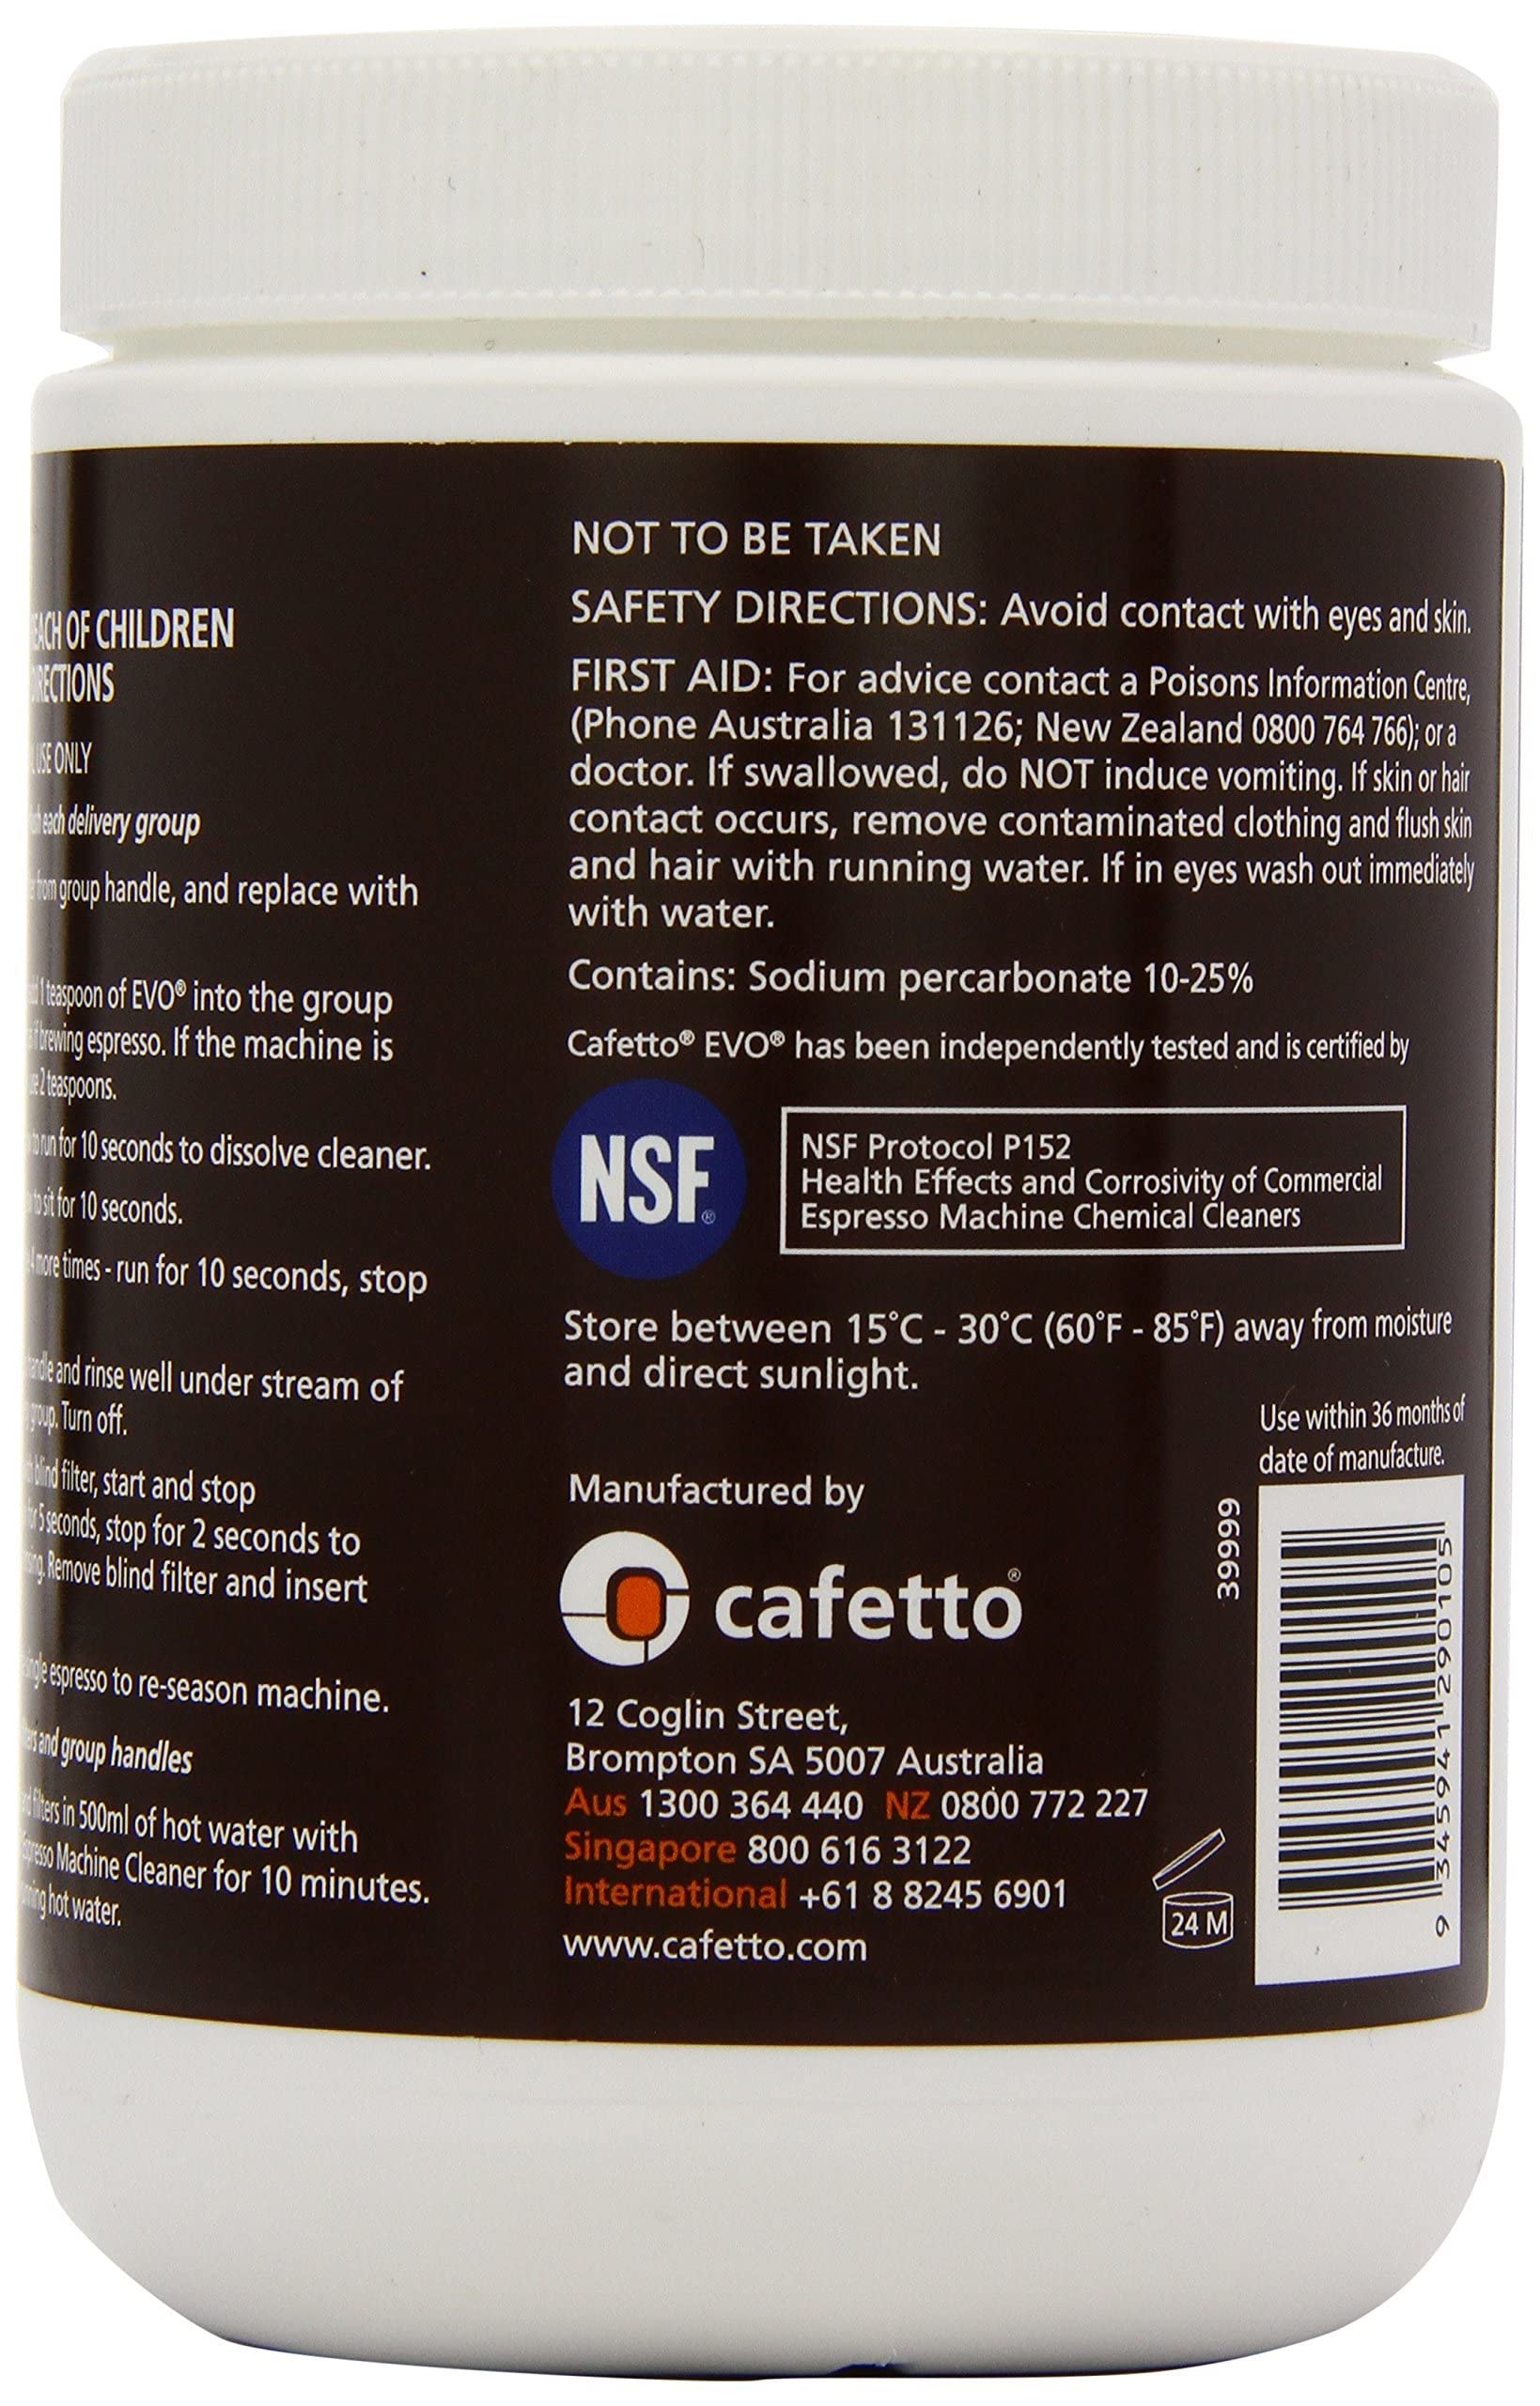 OF CHILDREN
USE ONLY
each delivery group
from group handle, and replace with
1 teaspoon of EVO® into the group
if brewing espresso. If the machine is
use 2 teaspoons.
to run for 10 seconds to dissolve cleaner.
to sit for 10 seconds.
4 more times - run for 10 seconds, stop
and rinse well under stream of
group. Turn off.
blind filter, start and stop
for 5 seconds, stop for 2 seconds to
Remove blind filter and insert
single espresso to re-season machine.
and group handles
filters in 500ml of hot water with
Espresso Machine Cleaner for 10 minutes.
hot water.
NOT TO BE TAKEN
SAFETY DIRECTIONS: Avoid contact with eyes and skin.
FIRST AID: For advice contact a Poisons Information Centre,
(Phone Australia 131126; New Zealand 0800 764 766); or a
doctor. If swallowed, do NOT induce vomiting. If skin or hair
contact occurs, remove contaminated clothing and flush skin
and hair with running water. If in eyes wash out immediately
with water.
Contains: Sodium percarbonate 10-25%
Cafetto® EVO® has been independently tested and is certified by
NSF®
NSF Protocol P152
Health Effects and Corrosivity of Commercial
Espresso Machine Chemical Cleaners
Store between 15°C - 30°C (60°F - 85°F) away from moisture
and direct sunlight.
Use within 36 months of
date of manufacture.
Manufactured by
cafetto®
12 Coglin Street,
Brompton SA 5007 Australia
Aus 1300 364 440 NZ 0800 772 227
Singapore 800 616 3122
International +61 8 8245 6901
www.cafetto.com
24 M
39999
9 345941 290105